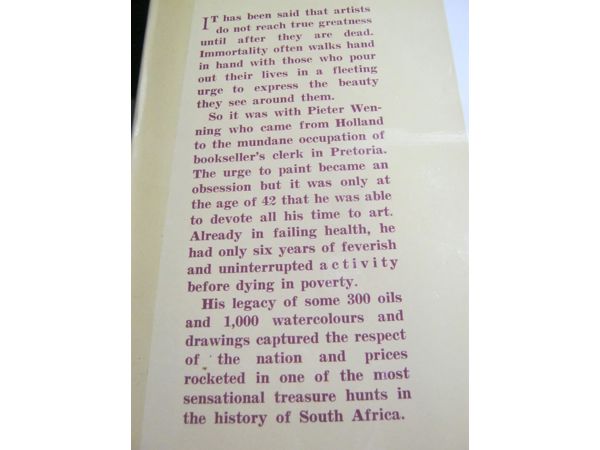 IT has been said that artists
do not reach true greatness
until after they are dead.
Immortality often walks hand
in hand with those who pour
out their lives in a fleeting
urge to express the beauty
they see around them.
So it was with Pieter Wen-
ning who came from Holland
to the mundane occupation of
bookseller's clerk in Pretoria.
The urge to paint became an
obsession but it was only at
the age of 42 that he was able
to devote all his time to art.
Already in failing health, he
had only six years of feverish
and uninterrupted activity
before dying in poverty.
His legacy of some 300 oils
and 1,000 watercolours and
drawings captured the respect
of the nation and prices
rocketed in one of the most
sensational treasure hunts in
the history of South Africa.